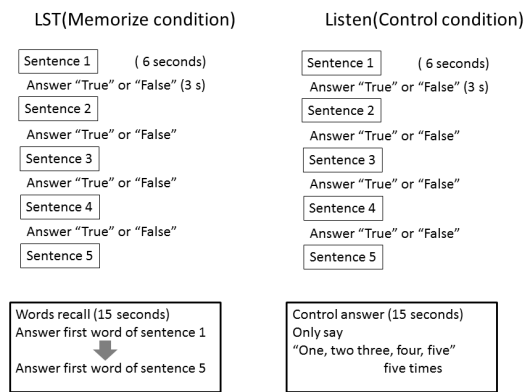 LST(Memorize condition)
Sentence 1 ( 6 seconds)
Answer “True” or “False” (3 s)
Sentence 2
Answer “True” or “False”
Sentence 3
Answer “True” or “False”
Sentence 4
Answer “True” or “False”
Sentence 5
Words recall (15 seconds)
Answer first word of sentence 1
Answer first word of sentence 5
Listen(Control condition)
Sentence 1 ( 6 seconds)
Answer “True” or “False” (3 s)
Sentence 2
Answer “True” or “False”
Sentence 3
Answer “True” or “False”
Sentence 4
Answer “True” or “False”
Sentence 5
Control answer (15 seconds)
Only say
“One, two three, four, five”
five times